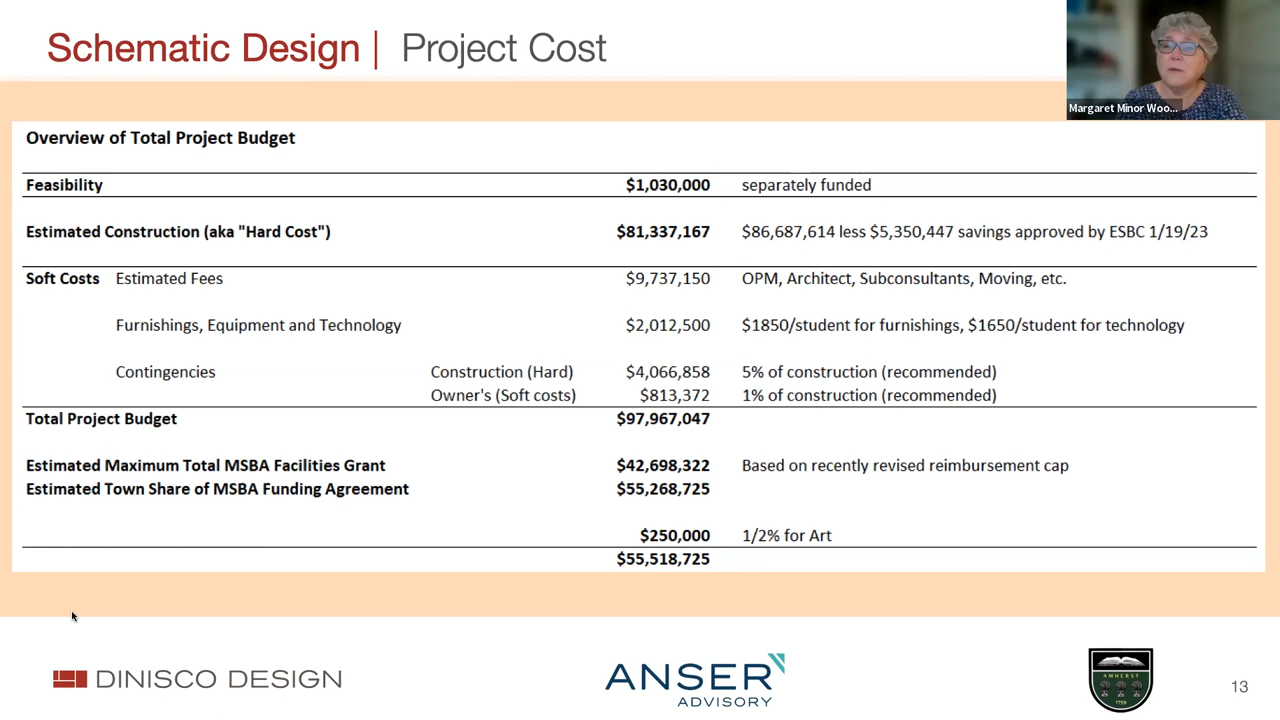 Schematic Design | Project Cost
Margaret Minor Woo...
Overview of Total Project Budget
Feasibility $1,030,000 separately funded
Estimated Construction (aka "Hard Cost") $81,337,167 $86,687,614 less $5,350,447 savings approved by ESBC 1/19/23
Soft Costs Estimated Fees $9,737,150 OPM, Architect, Subconsultants, Moving, etc.
Furnishings, Equipment and Technology $2,012,500 $1850/student for furnishings, $1650/student for technology
Contingencies Construction (Hard) $4,066,858 5% of construction (recommended)
Owner's (Soft costs) $813,372 1% of construction (recommended)
Total Project Budget $97,967,047
Estimated Maximum Total MSBA Facilities Grant $42,698,322 Based on recently revised reimbursement cap
Estimated Town Share of MSBA Funding Agreement $55,268,725
$250,000 1/2% for Art
$55,518,725
DINISCO DESIGN
ANSER
ADVISORY
AMHERST
1759
13